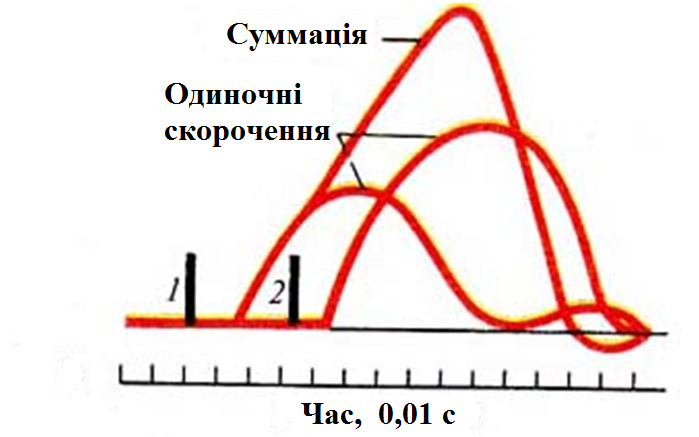 Суммація
Одиночні
скорочення
1
2
Час, 0,01 с